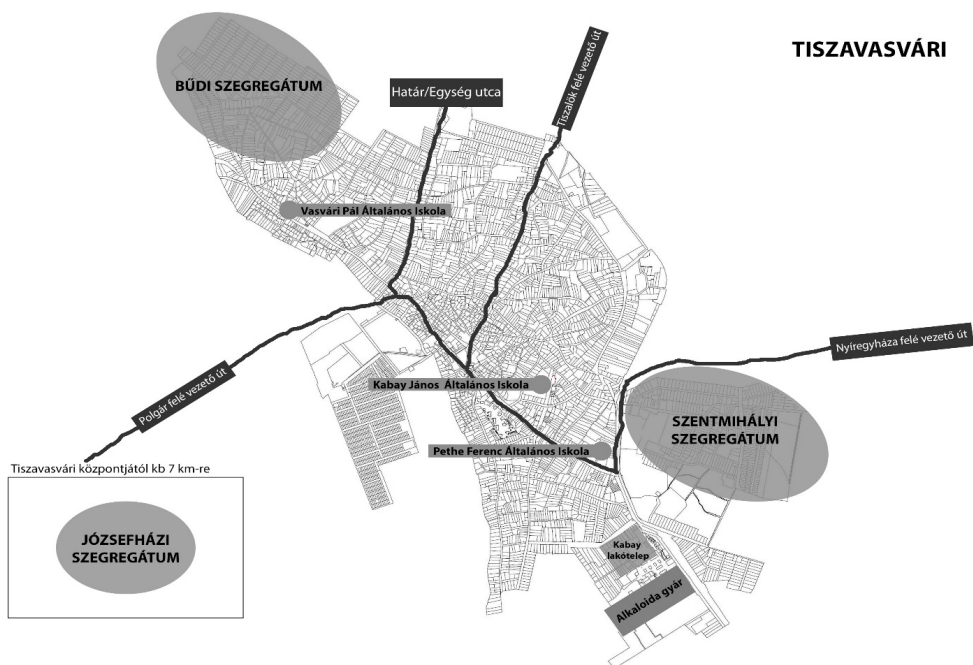 TISZAVASVÁRI
BŰDI SZEGREGÁTUM
Határ/Egység utca
Tiszalök felé vezető út
Vasvári Pál Általános Iskola
Nyíregyháza felé vezető út
Polgár felé vezető út
Kabay János Általános Iskola
SZENTMIHÁLYI
SZEGREGÁTUM
Pethe Ferenc Általános Iskola
Tiszavasvári központjától kb 7 km-re
JÓZSEFHÁZI
SZEGREGÁTUM
Kabay
lakótelep
Alkaloida gyár